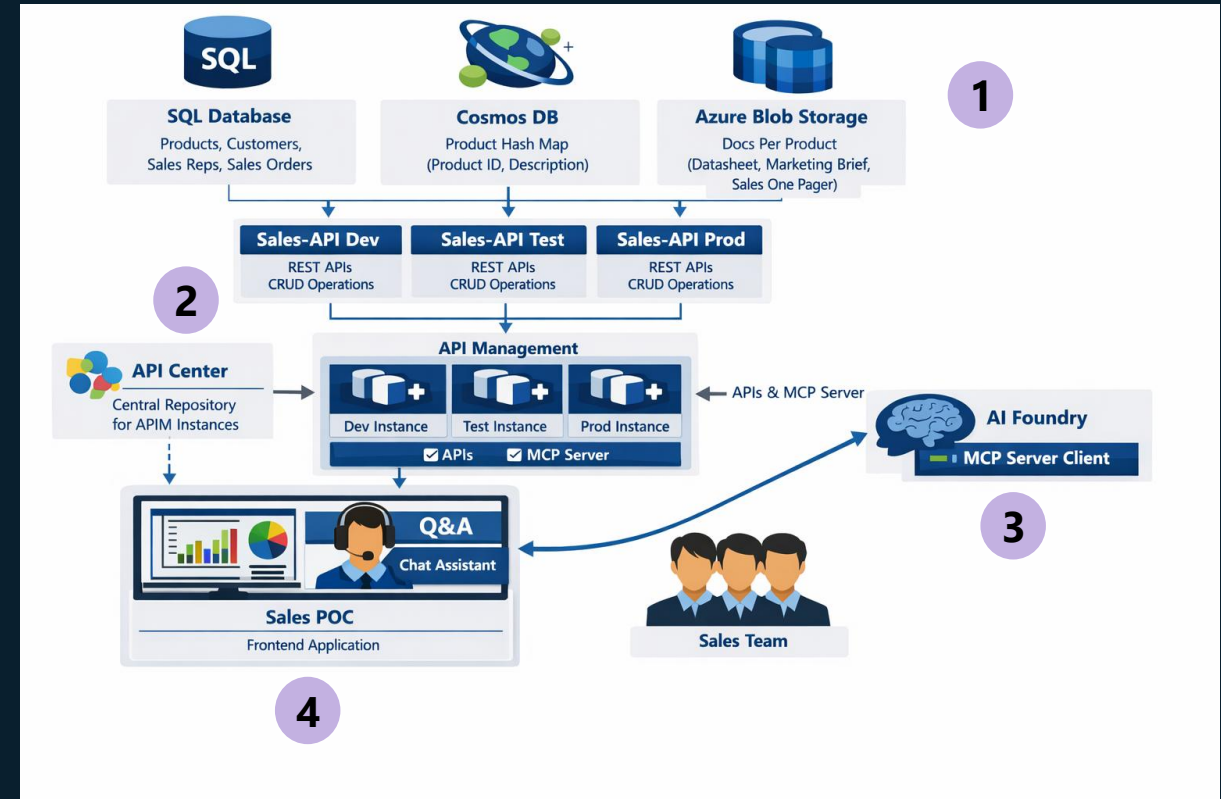 SQL
SQL Database
Products, Customers,
Sales Reps, Sales Orders
Cosmos DB
Product Hash Map
(Product ID, Description)
Azure Blob Storage
Docs Per Product
(Datasheet, Marketing Brief,
Sales One Pager)
1
Sales-API Dev
REST APIs
CRUD Operations
Sales-API Test
REST APIs
CRUD Operations
Sales-API Prod
REST APIs
CRUD Operations
2
API Center
Central Repository
for APIM Instances
API Management
Dev Instance
Test Instance
Prod Instance
APIs
MCP Server
APIs & MCP Server
AI Foundry
MCP Server Client
3
Q&A
Chat Assistant
Sales POC
Frontend Application
Sales Team
4